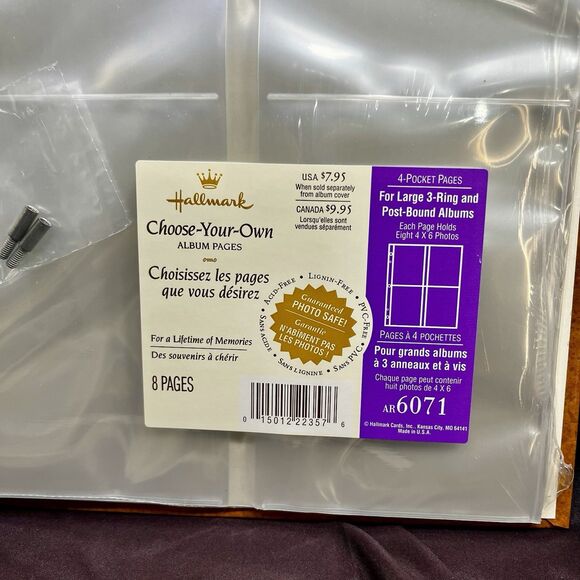 Hallmark
Choose-Your-Own
ALBUM PAGES
Choisissez les pages
que vous désirez
For a Lifetime of Memories
Des souvenirs à chérir
8 PAGES
USA $7.95
When sold separately
from album cover
CANADA $9.95
Lorsqu'elles sont
vendues séparément
• ACID-FREE • LIGNIN-FREE • PVC-FREE
• SANS ACIDE • SANS LIGNINE • SANS PVC •
Guaranteed
PHOTO SAFE!
Garantie
N'ABIMENT PAS
LES PHOTOS !
0 15012 22357 6
4-POCKET PAGES
For Large 3-Ring and
Post-Bound Albums
Each Page Holds
Eight 4 X 6 Photos
PAGES À 4 POCHETTES
Pour grands albums
à 3 anneaux et à vis
Chaque page peut contenir
huit photos de 4 X 6
AR6071
© Hallmark Cards, Inc., Kansas City, MO 64141
Made in U.S.A.